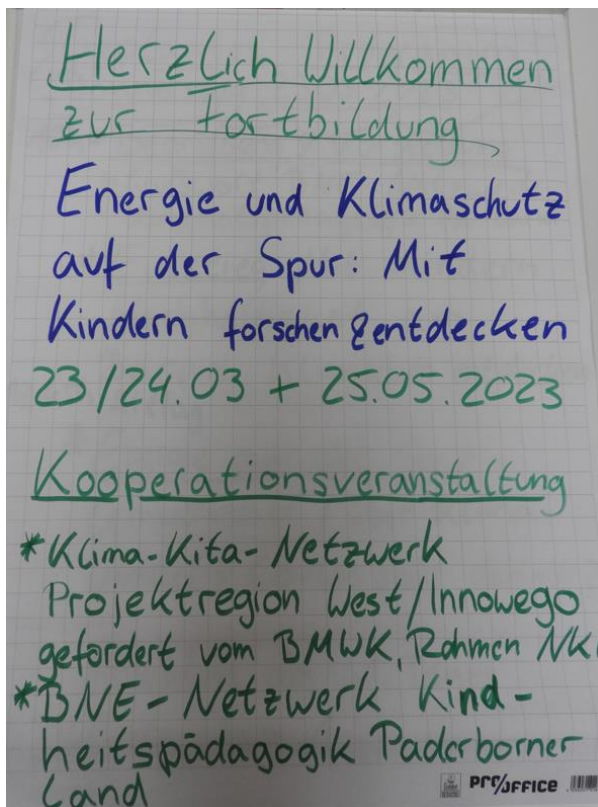 Herzlich Willkommen
zur Fortbildung
Energie und Klimaschutz
auf der Spur: Mit
Kindern forschen & entdecken
23/24.03 + 25.05.2023
Kooperationsveranstaltung
*Klima-Kita-Netzwerk
Projektregion West/Innowego
gefördert vom BMWK, Rahmen NK
*BNE-Netzwerk Kind-
heitspädagogik Paderborner
Land
PRO/OFFICE